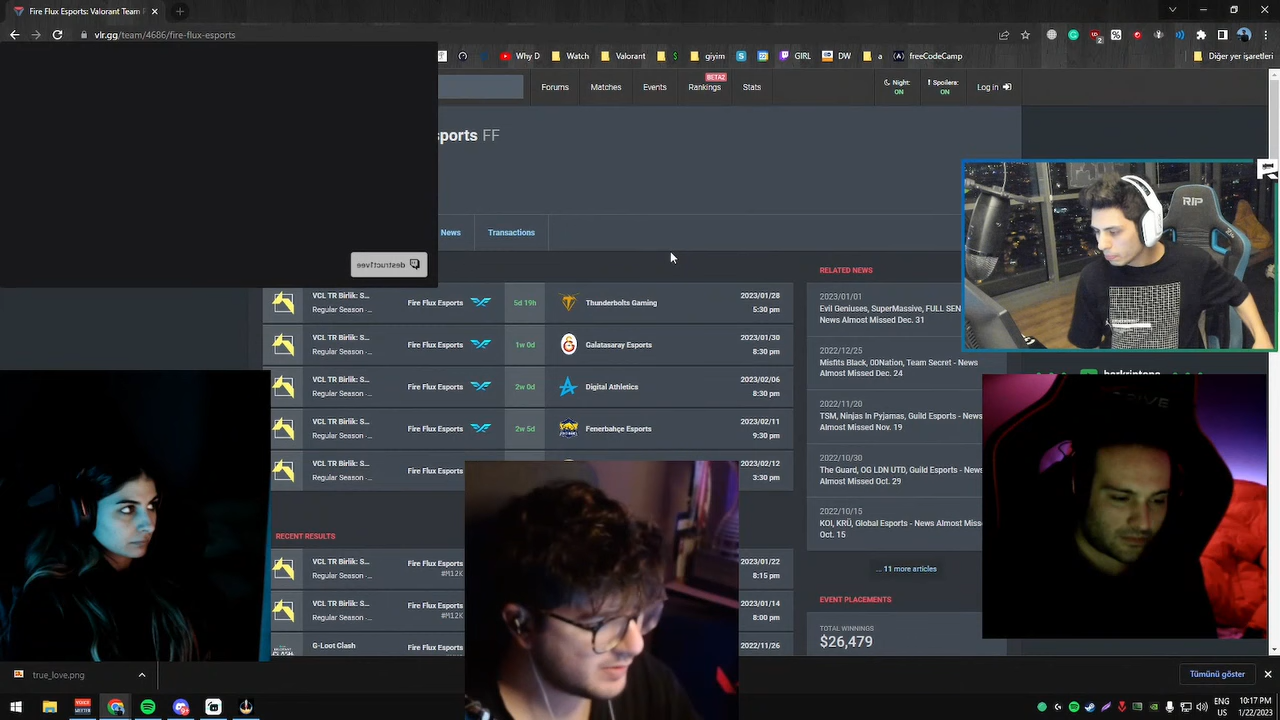 Fire Flux Esports: Valorant Team
vlr.gg/team/4686/fire-flux-esports
Why D
Watch
Valorant
$
giyim
GIRL
DW
a
freeCodeCamp
Diğer yer işaretleri
Forums
Matches
Events
BETA2
Rankings
Stats
Night:
ON
Spoilers:
ON
Log in
sports FF
News
Transactions
destruct1vee
RIP
VCL TR Birlik: S...
Regular Season -...
Fire Flux Esports
5d 19h
Thunderbolts Gaming
2023/01/28
5:30 pm
VCL TR Birlik: S...
Regular Season -...
Fire Flux Esports
1w 0d
Galatasaray Esports
2023/01/30
8:30 pm
VCL TR Birlik: S...
Regular Season -...
Fire Flux Esports
2w 0d
Digital Athletics
2023/02/06
8:30 pm
VCL TR Birlik: S...
Regular Season -...
Fire Flux Esports
2w 5d
Fenerbahçe Esports
2023/02/11
9:30 pm
VCL TR Birlik: S...
Regular Season -...
Fire Flux Esports
2023/02/12
3:30 pm
RECENT RESULTS
VCL TR Birlik: S...
Regular Season -...
Fire Flux Esports
#M12K
2023/01/22
8:15 pm
VCL TR Birlik: S...
Regular Season -...
Fire Flux Esports
#M12K
2023/01/14
8:00 pm
G-Loot Clash
Fire Flux Esports
2022/11/26
RELATED NEWS
2023/01/01
Evil Geniuses, SuperMassive, FULL SEN
News Almost Missed Dec. 31
2022/12/25
Misfits Black, 00Nation, Team Secret -
Almost Missed Dec. 24
2022/11/20
TSM, Ninjas In Pyjamas, Guild Esports - News
Almost Missed Nov. 19
2022/10/30
The Guard, OG LDN UTD, Guild Esports - News
Almost Missed Oct. 29
2022/10/15
KOI, KRÜ, Global Esports - News Almost Misse
Oct. 15
... 11 more articles
EVENT PLACEMENTS
TOTAL WINNINGS
$26,479
true_love.png
Tümünü göster
ENG
US
10:17 PM
1/22/2023